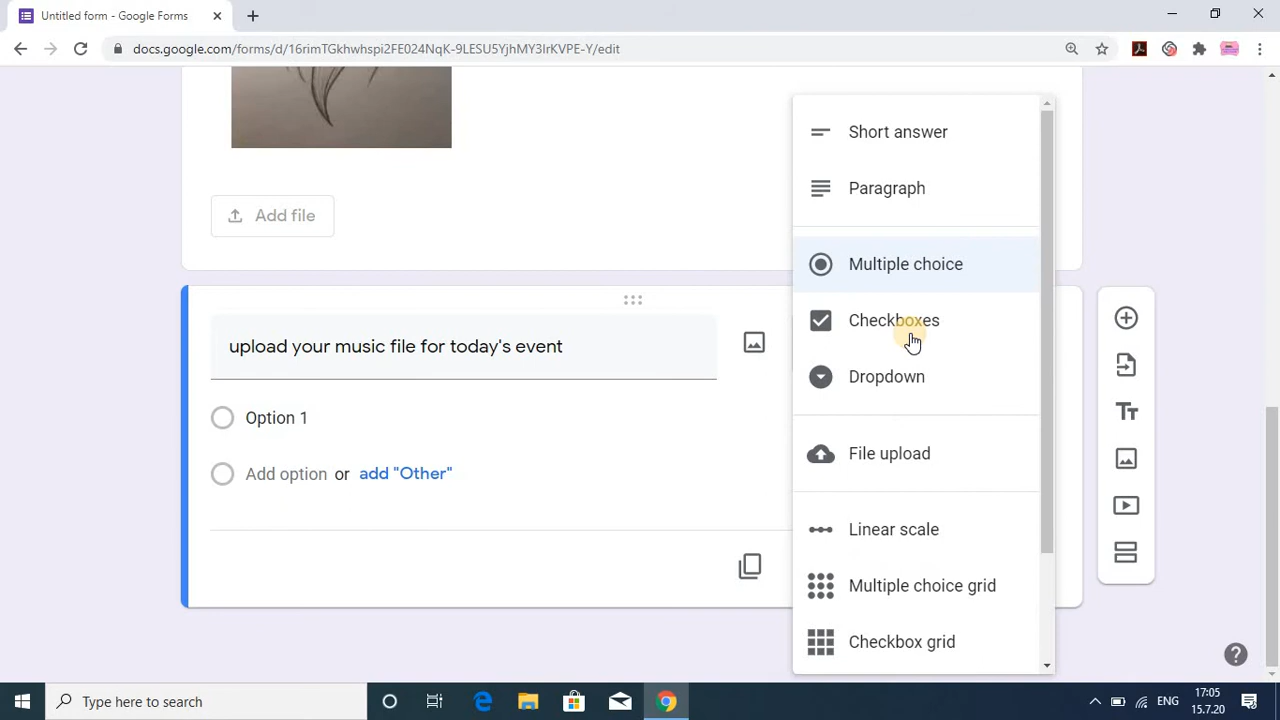 Untitled form - Google Forms
docs.google.com/forms/d/16rimTGkhwhspi2FE024NqK-9LESU5YjhMY3lrKVPE-Y/edit
Add file
upload your music file for today's event
Option 1
Add option or add "Other"
Short answer
Paragraph
Multiple choice
Checkboxes
Dropdown
File upload
Linear scale
Multiple choice grid
Checkbox grid
Type here to search
ENG
17:05
15.7.20